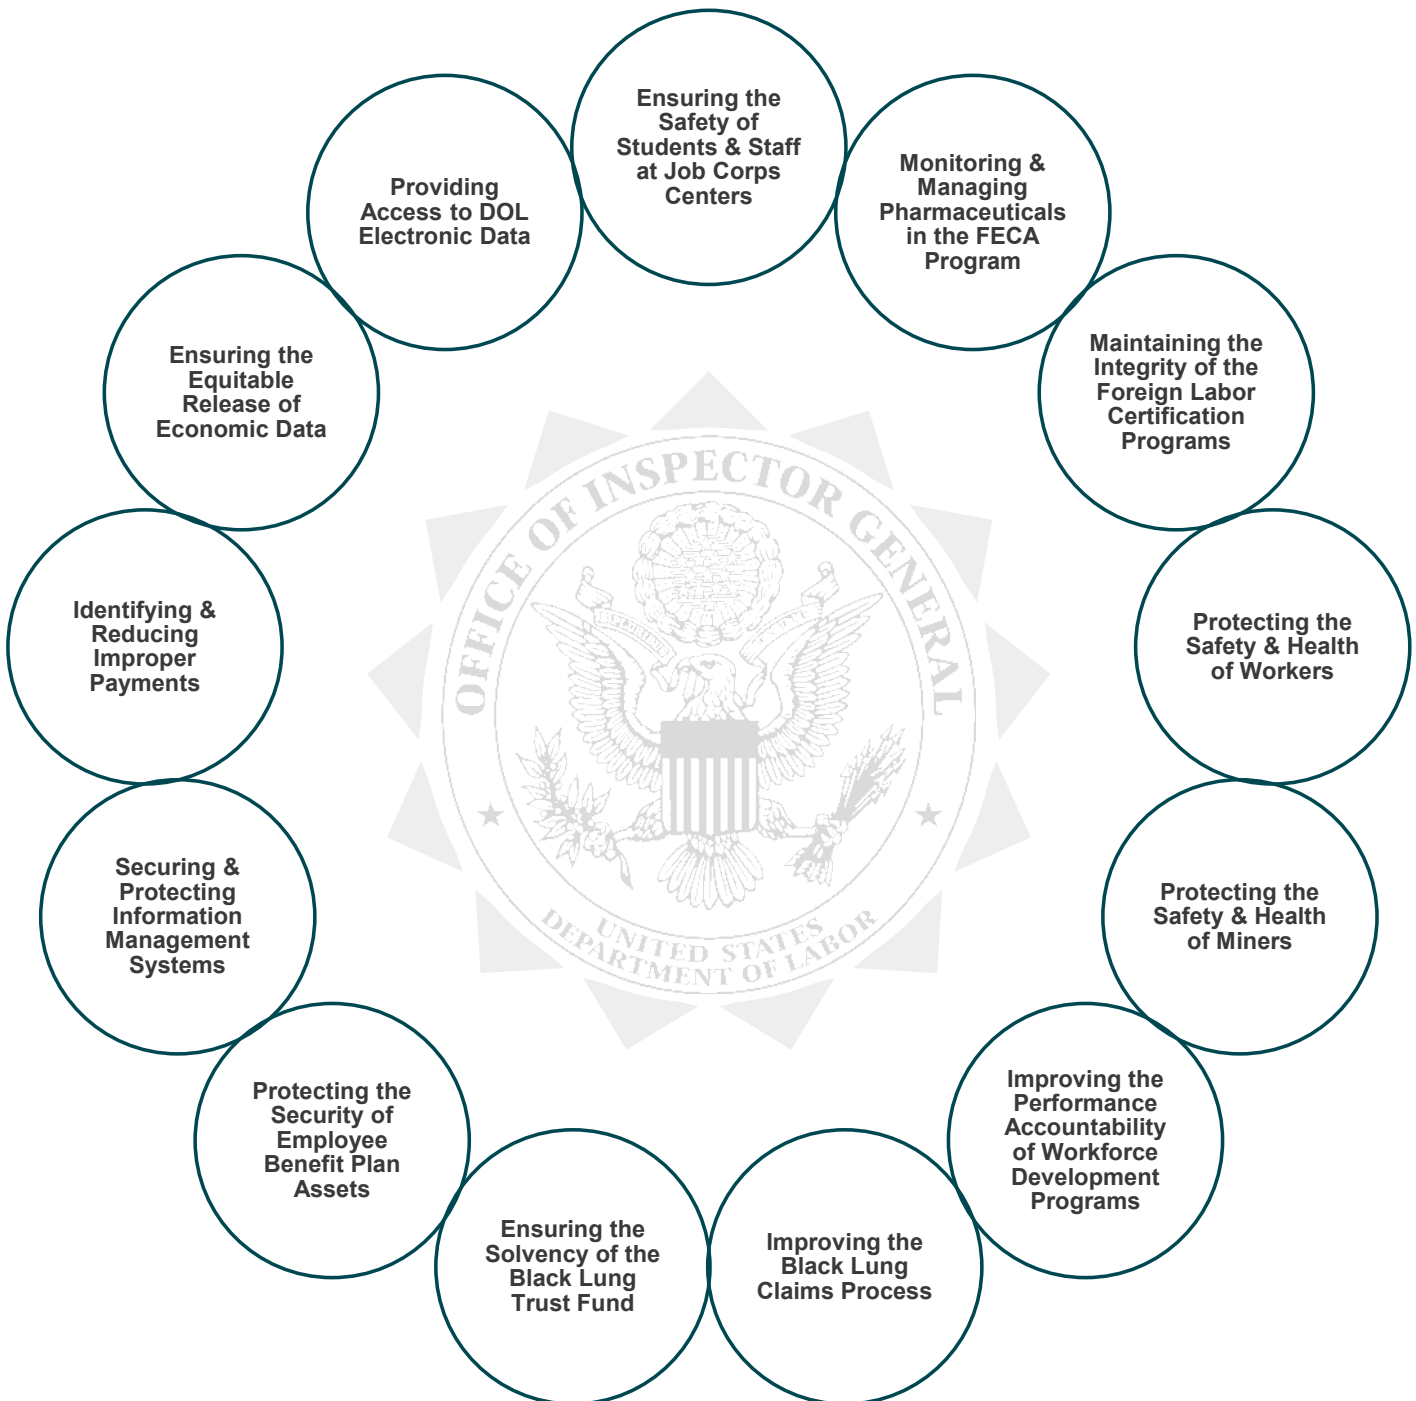 Ensuring the
Safety of
Students & Staff
at Job Corps
Centers
Monitoring &
Managing
Pharmaceuticals
in the FECA
Program
Maintaining the
Integrity of the
Foreign Labor
Certification
Programs
Protecting the
Safety & Health
of Workers
Protecting the
Safety & Health
of Miners
Improving the
Performance
Accountability
of Workforce
Development
Programs
Improving the
Black Lung
Claims Process
Ensuring the
Solvency of the
Black Lung
Trust Fund
Protecting the
Security of
Employee
Benefit Plan
Assets
Securing &
Protecting
Information
Management
Systems
Identifying &
Reducing
Improper
Payments
Ensuring the
Equitable
Release of
Economic Data
Providing
Access to DOL
Electronic Data
OFFICE OF INSPECTOR GENERAL
UNITED STATES
DEPARTMENT OF LABOR